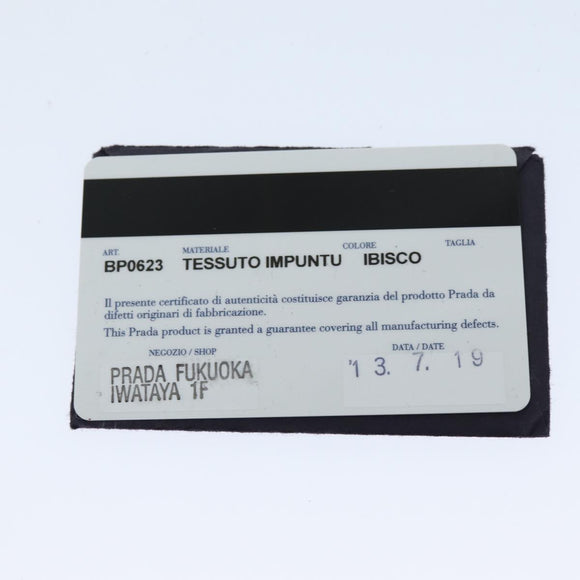 ART. MATERIALE COLORE TAGLIA
BP0623 TESSUTO IMPUNTU IBISCO
Il presente certificato di autenticità costituisce garanzia del prodotto Prada da
difetti originari di fabbricazione.
This Prada product is granted a guarantee covering all manufacturing defects.
NEGOZIO / SHOP DATA / DATE
PRADA FUKUOKA '13. 7. 19
IWATAYA 1F